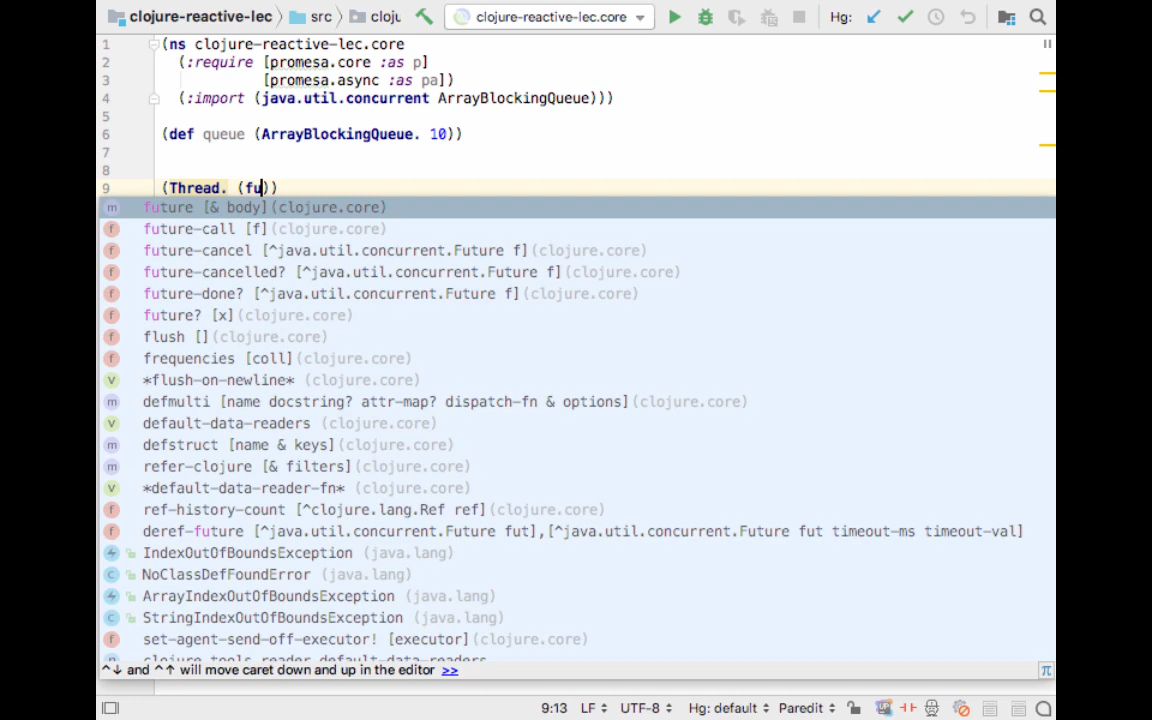 clojure-reactive-lec src cloju clojure-reactive-lec.core Hg:
1 (ns clojure-reactive-lec.core
2 (:require [promesa.core :as p]
3 [promesa.async :as pa])
4 (:import (java.util.concurrent ArrayBlockingQueue)))
5
6 (def queue (ArrayBlockingQueue. 10))
7
8
9 (Thread. (fu))
m future [& body](clojure.core)
f future-call [f](clojure.core)
f future-cancel [^java.util.concurrent.Future f](clojure.core)
f future-cancelled? [^java.util.concurrent.Future f](clojure.core)
f future-done? [^java.util.concurrent.Future f](clojure.core)
f future? [x](clojure.core)
f flush [](clojure.core)
f frequencies [coll](clojure.core)
V *flush-on-newline* (clojure.core)
m defmulti [name docstring? attr-map? dispatch-fn & options](clojure.core)
V default-data-readers (clojure.core)
m defstruct [name & keys](clojure.core)
m refer-clojure [& filters](clojure.core)
V *default-data-reader-fn* (clojure.core)
f ref-history-count [^clojure.lang.Ref ref](clojure.core)
f deref-future [^java.util.concurrent.Future fut],[^java.util.concurrent.Future fut timeout-ms timeout-val]
IndexOutOfBoundsException (java.lang)
C NoClassDefFoundError (java.lang)
ArrayIndexOutOfBoundsException (java.lang)
C StringIndexOutOfBoundsException (java.lang)
f set-agent-send-off-executor! [executor](clojure.core)
clojure.tools.reader.default-data-readers
^↓ and ^↑ will move caret down and up in the editor >> π
9:13 LF UTF-8 Hg: default Paredit